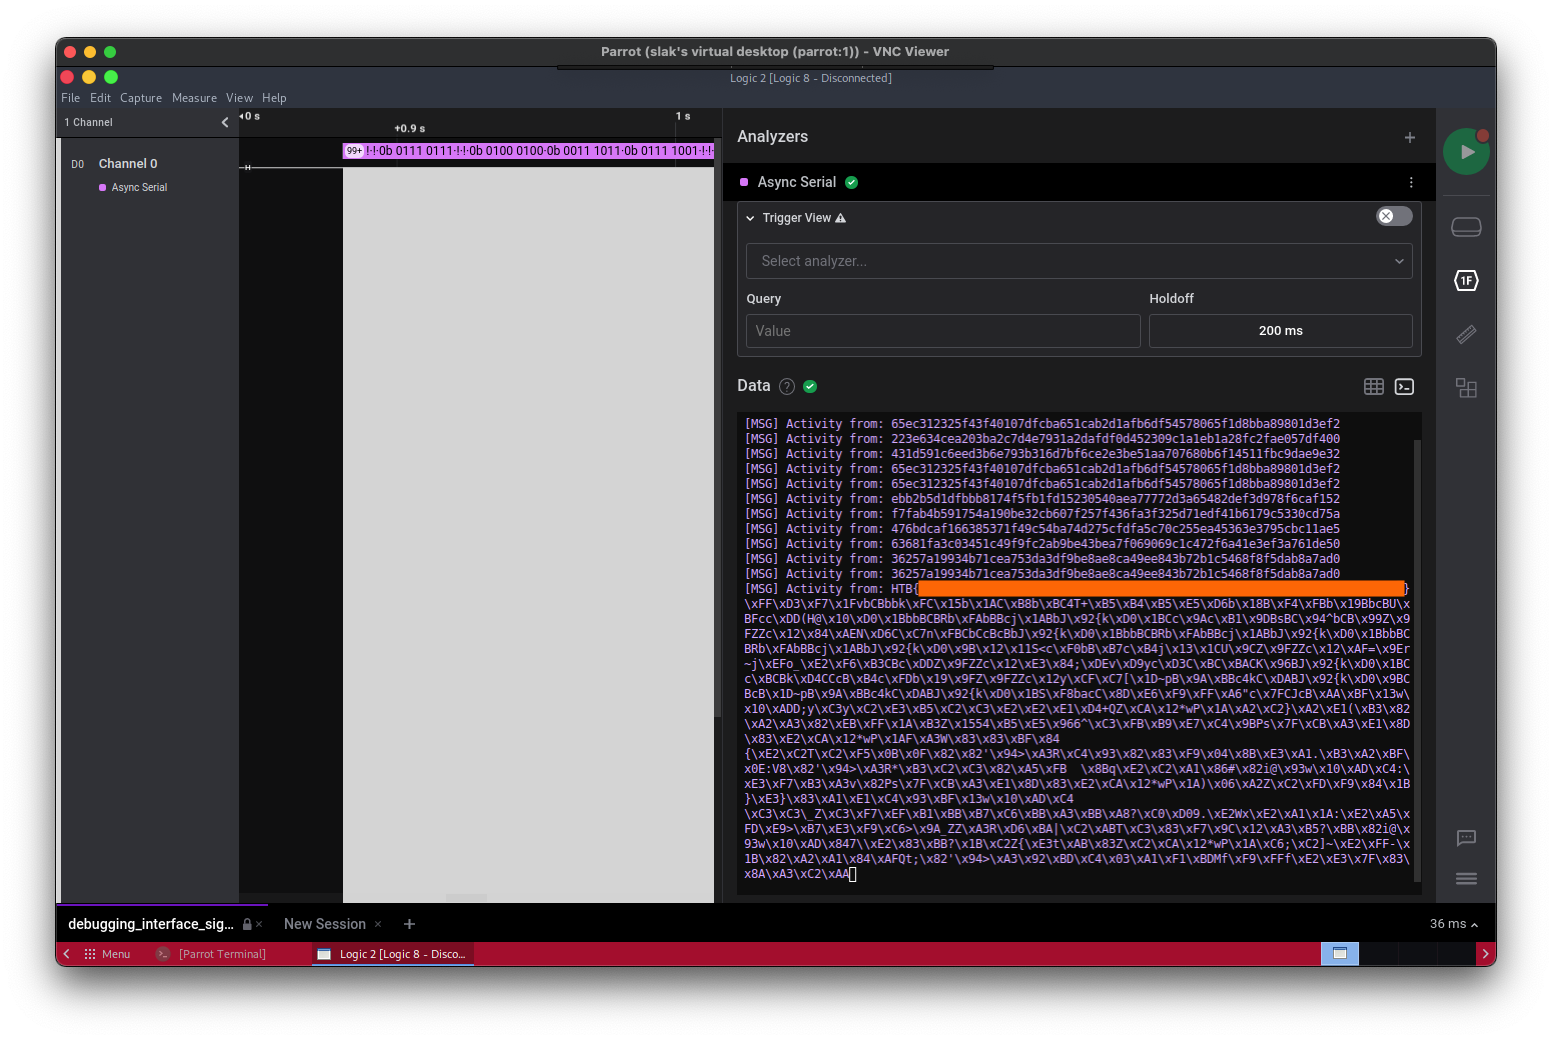 Parrot (slak's virtual desktop (parrot:1)) - VNC Viewer
Logic 2 [Logic 8 - Disconnected]
File Edit Capture Measure View Help
1 Channel
0 s
+0.9 s
1 s
D0 Channel 0
Async Serial
99+ !·!·0b 0111 0111·!·!·0b 0100 0100·0b 0011 1011·0b 0111 1001·!·!·
Analyzers
Async Serial
Trigger View
Select analyzer...
Query
Holdoff
Value
200 ms
Data
[MSG] Activity from: 65ec312325f43f40107dfcba651cab2d1afb6df54578065f1d8bba89801d3ef2
[MSG] Activity from: 223e634cea203ba2c7d4e7931a2dafdf0d452309c1a1eb1a28fc2fae057df400
[MSG] Activity from: 431d591c6eed3b6e793b316d7bf6ce2e3be51aa707680b6f14511fbc9dae9e32
[MSG] Activity from: 65ec312325f43f40107dfcba651cab2d1afb6df54578065f1d8bba89801d3ef2
[MSG] Activity from: 65ec312325f43f40107dfcba651cab2d1afb6df54578065f1d8bba89801d3ef2
[MSG] Activity from: ebb2b5d1dfbbb8174f5fb1fd15230540aea77772d3a65482def3d978f6caf152
[MSG] Activity from: f7fab4b591754a190be32cb607f257f436fa3f325d71edf41b6179c5330cd75a
[MSG] Activity from: 476bdcaf166385371f49c54ba74d275cfdfa5c70c255ea45363e3795cbc11ae5
[MSG] Activity from: 63681fa3c03451c49f9fc2ab9be43bea7f069069c1c472f6a41e3ef3a761de50
[MSG] Activity from: 36257a19934b71cea753da3df9be8ae8ca49ee843b72b1c5468f8f5dab8a7ad0
[MSG] Activity from: 36257a19934b71cea753da3df9be8ae8ca49ee843b72b1c5468f8f5dab8a7ad0
[MSG] Activity from: HTB{ }
\xFF\xD3\xF7\x1FvbCBbbk\xFC\x15b\x1AC\xB8b\xBC4T+\xB5\xB4\xB5\xE5\xD6b\x18B\xF4\xFBb\x19BbcBU\x
BFcc\xDD(H@\x10\xD0\x1BbbBCBRb\xFAbBBcj\x1ABbJ\x92{k\xD0\x1BCc\x9Ac\xB1\x9DBsBC\x94^bCB\x99Z\x9
FZZc\x12\x84\xAEN\xD6C\xC7n\xFBCbCcBcBbJ\x92{k\xD0\x1BbbBCBRb\xFAbBBcj\x1ABbJ\x92{k\xD0\x1BbbBC
BRb\xFAbBBcj\x1ABbJ\x92{k\xD0\x9B\x12\x11S<c\xF0bB\xB7c\xB4j\x13\x1CU\x9CZ\x9FZZc\x12\xAF=\x9Er
~j\xEFo_\xE2\xF6\xB3CBc\xDDZ\x9FZZc\x12\xE3\x84;\xDEv\xD9yc\xD3C\xBC\xBACK\x96BJ\x92{k\xD0\x1BC
c\xBCBk\xD4CCcB\xB4c\xFDb\x19\x9FZ\x9FZZc\x12y\xCF\xC7[\x1D~pB\x9A\xBBc4kC\xDABJ\x92{k\xD0\x9BC
BcB\x1D~pB\x9A\xBBc4kC\xDABJ\x92{k\xD0\x1BS\xF8bacC\x8D\xE6\xF9\xFF\xA6"c\x7FCJcB\xAA\xBF\x13w\
x10\xADD;y\xC3y\xC2\xE3\xB5\xC2\xC3\xE2\xE2\xE1\xD4+QZ\xCA\x12*wP\x1A\xA2\xC2}\xA2\xE1(\xB3\x82
\xA2\xA3\x82\xEB\xFF\x1A\xB3Z\x1554\xB5\xE5\x966^\xC3\xFB\xB9\xE7\xC4\x9BPs\x7F\xCB\xA3\xE1\x8D
\x83\xE2\xCA\x12*wP\x1AF\xA3W\x83\x83\xBF\x84
{\xE2\xC2T\xC2\xF5\x0B\x0F\x82\x82'\x94>\xA3R\xC4\x93\x82\x83\xF9\x04\x8B\xE3\xA1.\xB3\xA2\xBF\
x0E:V8\x82'\x94>\xA3R*\xB3\xC2\xC3\x82\xA5\xFB \x8Bq\xE2\xC2\xA1\x86#\x82i@\x93w\x10\xAD\xC4:\
xE3\xF7\xB3\xA3v\x82Ps\x7F\xCB\xA3\xE1\x8D\x83\xE2\xCA\x12*wP\x1A)\x06\xA2Z\xC2\xFD\xF9\x84\x1B
}\xE3}\x83\xA1\xE1\xC4\x93\xBF\x13w\x10\xAD\xC4
\xC3\xC3\_Z\xC3\xF7\xEF\xB1\xBB\xB7\xC6\xBB\xA3\xBB\xA8?\xC0\xD09.\xE2Wx\xE2\xA1\x1A:\xE2\xA5\x
FD\xE9>\xB7\xE3\xF9\xC6>\x9A_ZZ\xA3R\xD6\xBA|\xC2\xABT\xC3\x83\xF7\x9C\x12\xA3\xB5?\xBB\x82i@\x
93w\x10\xAD\x847\\xE2\x83\xBB?\x1B\xC2Z{\xE3t\xAB\x83Z\xC2\xCA\x12*wP\x1A\xC6;\xC2]~\xE2\xFF-\x
1B\x82\xA2\xA1\x84\xAFQt;\x82'\x94>\xA3\x92\xBD\xC4\x03\xA1\xF1\xBDMf\xF9\xFFf\xE2\xE3\x7F\x83\
x8A\xA3\xC2\xAA
debugging_interface_sig...
New Session
36 ms
Menu
[Parrot Terminal]
Logic 2 [Logic 8 - Disco...
1F